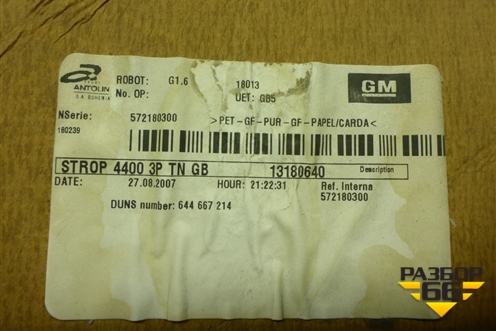 GRUPO
ANTOLIN
G.A. BOHEMIA
ROBOT: G1.6
No. OP:
18013
UET: GB5
GM
NSerie:
160239
572180300
>PET-GF-PUR-GF-PAPEL/CARDA<
STROP 4400 3P TN GB 13180640 Description
DATE: 27.08.2007 HOUR: 21:22:31 Ref. Interna
572180300
DUNS number: 644 667 214
РАЗБОР
66